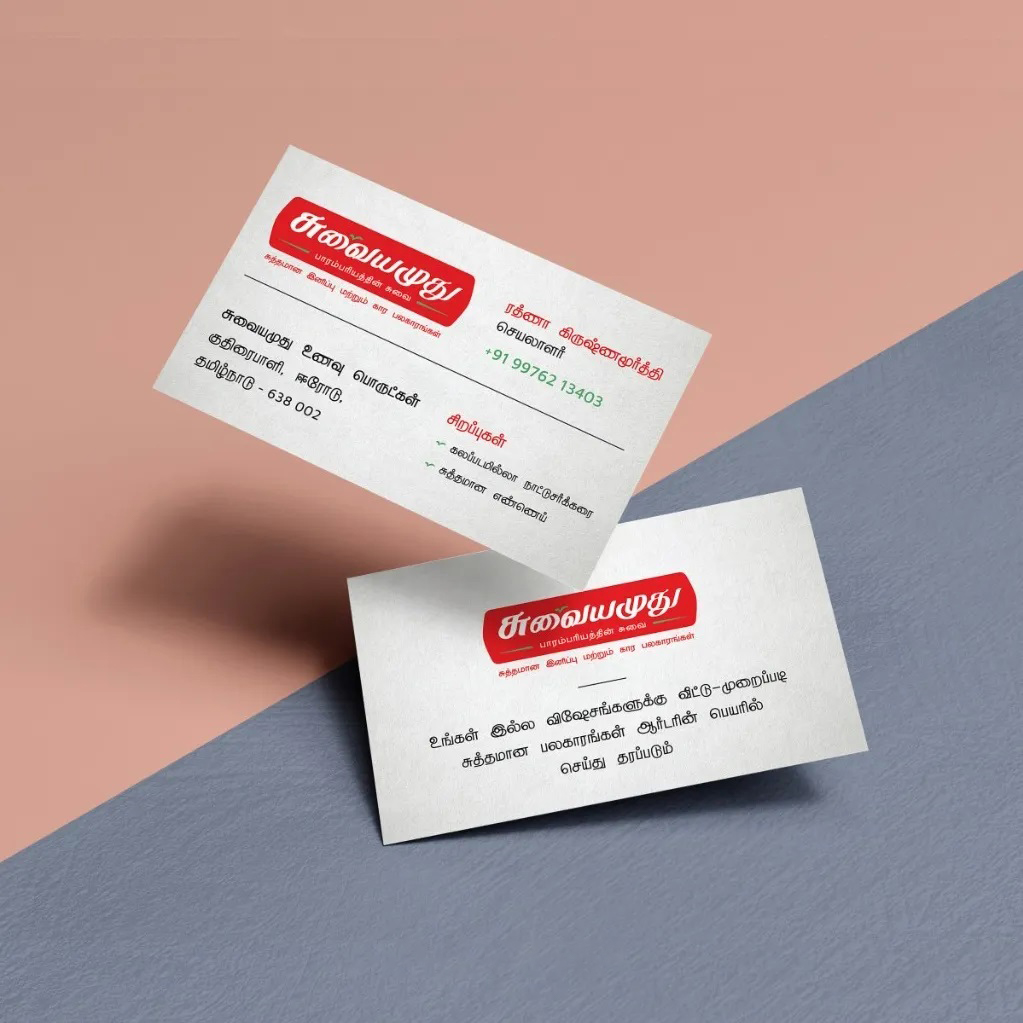 சுவையமுது
பாரம்பரியத்தின் சுவை
சுத்தமான இனிப்பு மற்றும் கார பலகாரங்கள்
ரத்னா கிருஷ்ணமூர்த்தி
செயலாளர்
+91 99762 13403
சுவையமுது உணவு பொருட்கள்
குதிரைபாளி, ஈரோடு,
தமிழ்நாடு - 638 002
சிறப்புகள்
கலப்படமில்லா நாட்டுசர்க்கரை
சுத்தமான எண்ணெய்
சுவையமுது
பாரம்பரியத்தின் சுவை
சுத்தமான இனிப்பு மற்றும் கார பலகாரங்கள்
உங்கள் இல்ல விஷேசங்களுக்கு வீட்டு-முறைப்படி
சுத்தமான பலகாரங்கள் ஆர்டரின் பெயரில்
செய்து தரப்படும்